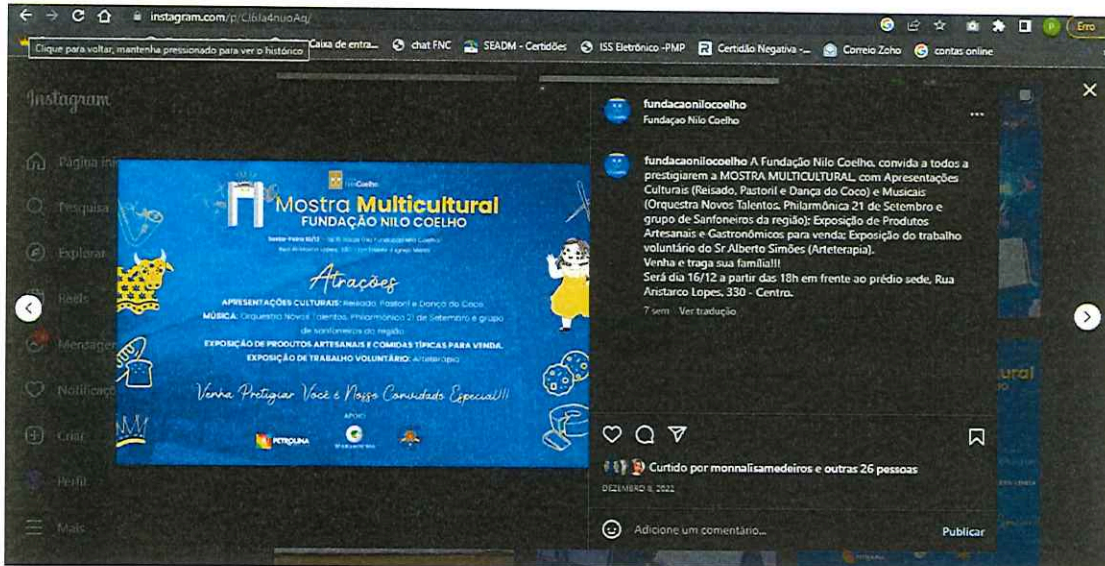 instagram.com/p/
Erro
Clique para voltar, mantenha pressionado para ver o histórico
Caixa de entra...
chat FNC
SEADM - Certidões
ISS Eletrônico -PMP
Certidão Negativa -...
Correio Zoho
contas online
Instagram
Página ini
Pesquisa
Explorar
Reels
Mensager
Notificaçõ
Criar
Perfil
Mais
NiloCoelho
Mostra Multicultural
FUNDAÇÃO NILO COELHO
Atrações
APRESENTAÇÕES CULTURAIS: Reisado, Pastoril e Dança do Coco
MÚSICA: Orquestra Novos Talentos, Philarmônica 21 de Setembro e grupo
de sanfoneiros da região
EXPOSIÇÃO DE PRODUTOS ARTESANAIS E COMIDAS TÍPICAS PARA VENDA.
EXPOSIÇÃO DE TRABALHO VOLUNTÁRIO: Arteterapia
Venha Pretigiar Você é Nosso Convidado Especial!!!
APOIO
PETROLINA
fundacaonilocoelho
Fundaçao Nilo Coelho
fundacaonilocoelho A Fundação Nilo Coelho, convida a todos a
prestigiarem a MOSTRA MULTICULTURAL, com Apresentações
Culturais (Reisado, Pastoril e Dança do Coco) e Musicais
(Orquestra Novos Talentos, Philarmônica 21 de Setembro e
grupo de Sanfoneiros da região); Exposição de Produtos
Artesanais e Gastronômicos para venda; Exposição do trabalho
voluntário do Sr Alberto Simões (Arteterapia).
Venha e traga sua família!!!
Será dia 16/12 a partir das 18h em frente ao prédio sede, Rua
Aristarco Lopes, 330 - Centro.
7 sem Ver tradução
Curtido por monnalisamedeiros e outras 26 pessoas
DEZEMBRO 8, 2022
Adicione um comentário...
Publicar
ural